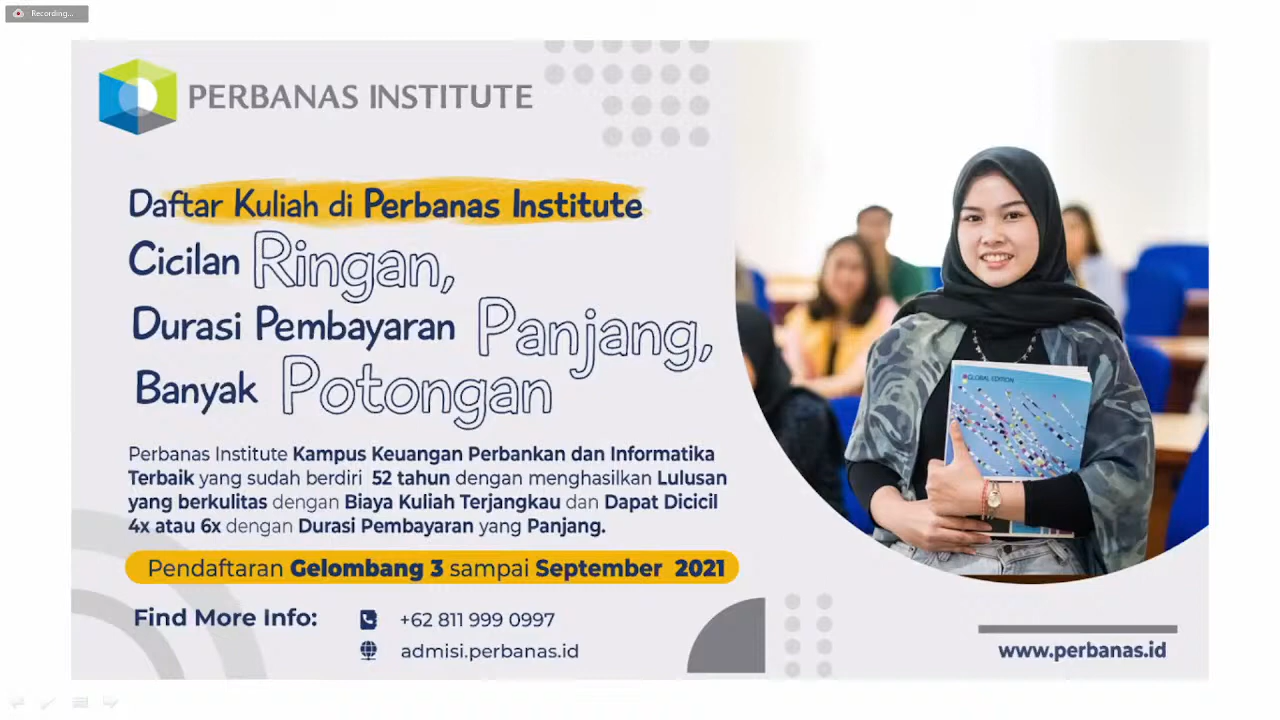 Recording...
PERBANAS INSTITUTE
Daftar Kuliah di Perbanas Institute
Cicilan Ringan,
Durasi Pembayaran Panjang,
Banyak Potongan
Perbanas Institute Kampus Keuangan Perbankan dan Informatika
Terbaik yang sudah berdiri 52 tahun dengan menghasilkan Lulusan
yang berkulitas dengan Biaya Kuliah Terjangkau dan Dapat Dicicil
4x atau 6x dengan Durasi Pembayaran yang Panjang.
Pendaftaran Gelombang 3 sampai September 2021
Find More Info:
+62 811 999 0997
admisi.perbanas.id
www.perbanas.id
GLOBAL EDITION